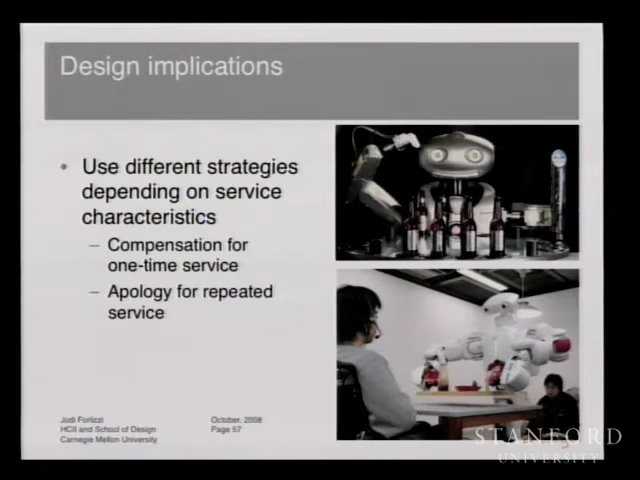 Design implications
• Use different strategies
depending on service
characteristics
– Compensation for
one-time service
– Apology for repeated
service
Jodi Forlizzi
HCII and School of Design
Carnegie Mellon University
October, 2008
Page 57
STANFORD
UNIVERSITY